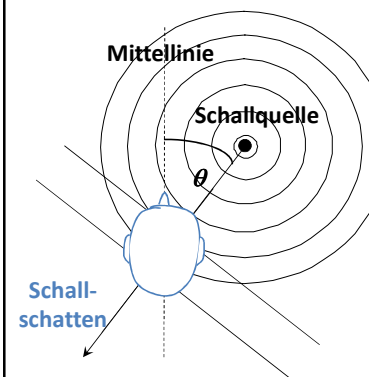 Mittellinie
Schallquelle
θ
Schall-
schatten